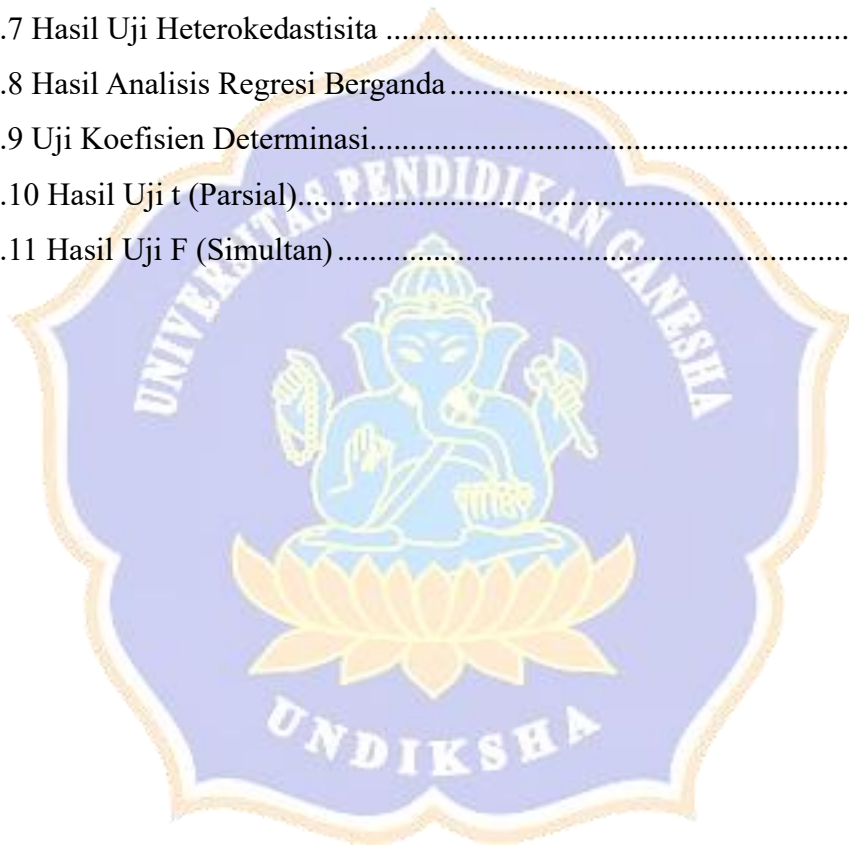 .7 Hasil Uji Heterokedastisita ..........................................................
.8 Hasil Analisis Regresi Berganda ..................................................
.9 Uji Koefisien Determinasi............................................................
.10 Hasil Uji t (Parsial).....................................................................
.11 Hasil Uji F (Simultan) ................................................................
UNIVERSITAS PENDIDIKAN GANESHA
UNDIKSHA